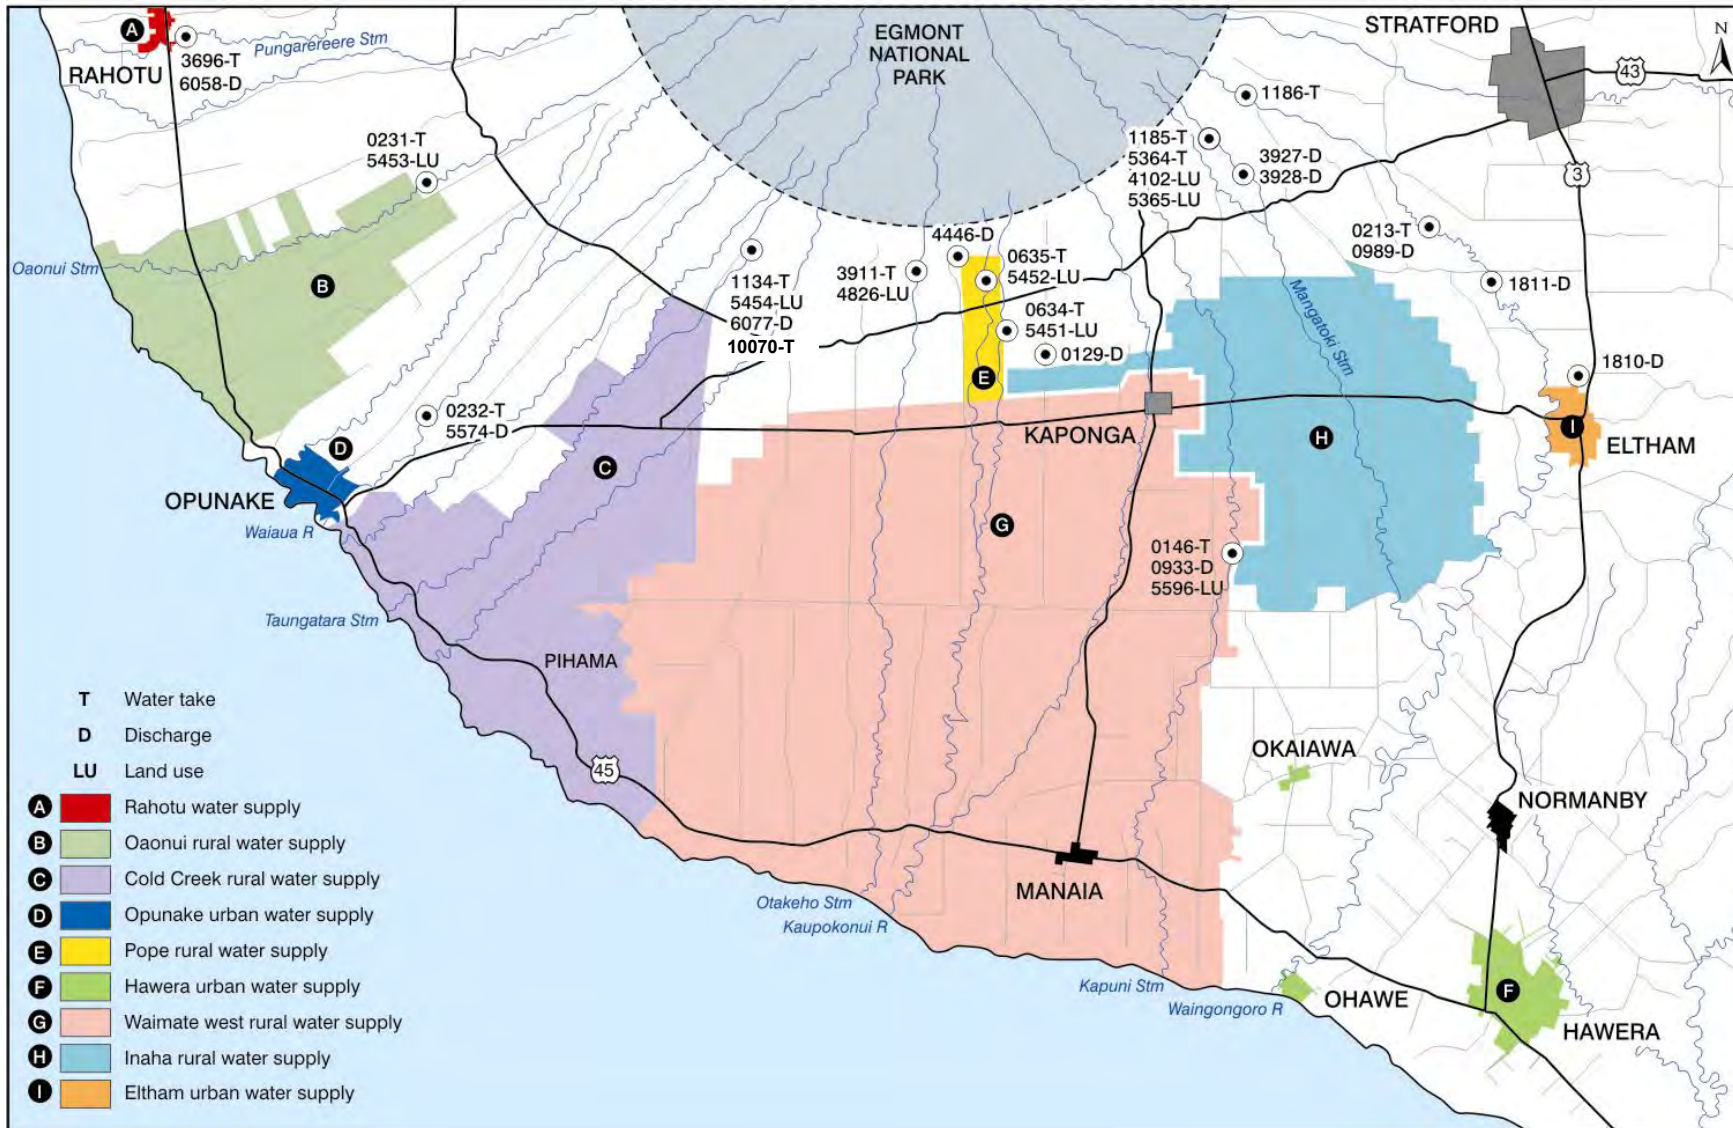 EGMONT
NATIONAL
PARK
STRATFORD
N
43
A
RAHOTU
3696-T
6058-D
Pungarereere Stm
0231-T
5453-LU
1186-T
1185-T
5364-T
4102-LU
5365-LU
3927-D
3928-D
3
0213-T
0989-D
1811-D
Oaonui Stm
B
1134-T
5454-LU
6077-D
10070-T
3911-T
4826-LU
4446-D
0635-T
5452-LU
0634-T
5451-LU
0129-D
E
Mangatoki Stm
1810-D
0232-T
5574-D
D
OPUNAKE
Waiaua R
C
KAPONGA
H
I
ELTHAM
G
0146-T
0933-D
5596-LU
Taungatara Stm
PIHAMA
45
OKAIAWA
NORMANBY
MANAIA
Otakeho Stm
Kaupokonui R
Kapuni Stm
Waingongoro R
OHAWE
F
HAWERA
T Water take
D Discharge
LU Land use
A Rahotu water supply
B Oaonui rural water supply
C Cold Creek rural water supply
D Opunake urban water supply
E Pope rural water supply
F Hawera urban water supply
G Waimate west rural water supply
H Inaha rural water supply
I Eltham urban water supply